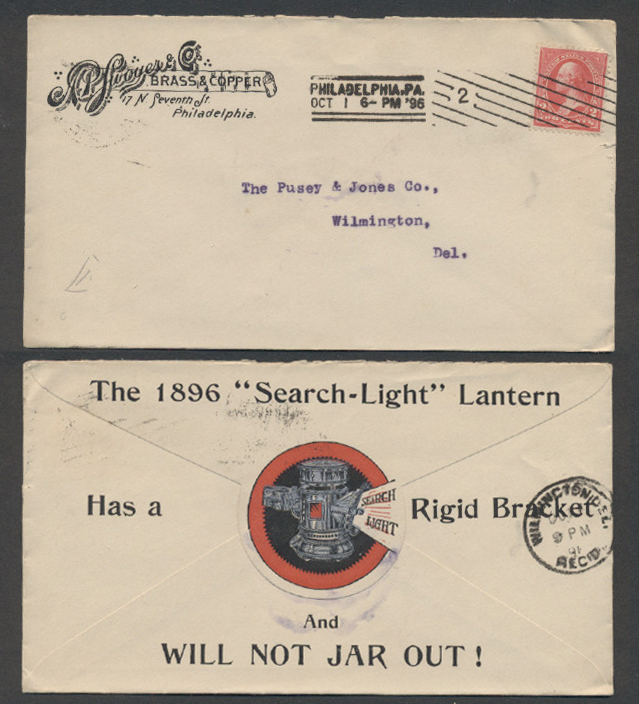 N.P. Swoyer & Co.
BRASS & COPPER
17 N Seventh St.
Philadelphia.
PHILADELPHIA, PA.
OCT 1 6- PM '96
2
2 2
The Pusey & Jones Co.,
Wilmington,
Del.
The 1896 "Search-Light" Lantern
Has a
SEARCH
LIGHT
Rigid Bracket
WILMINGTON, DEL.
9 PM
REC'D.
And
WILL NOT JAR OUT!